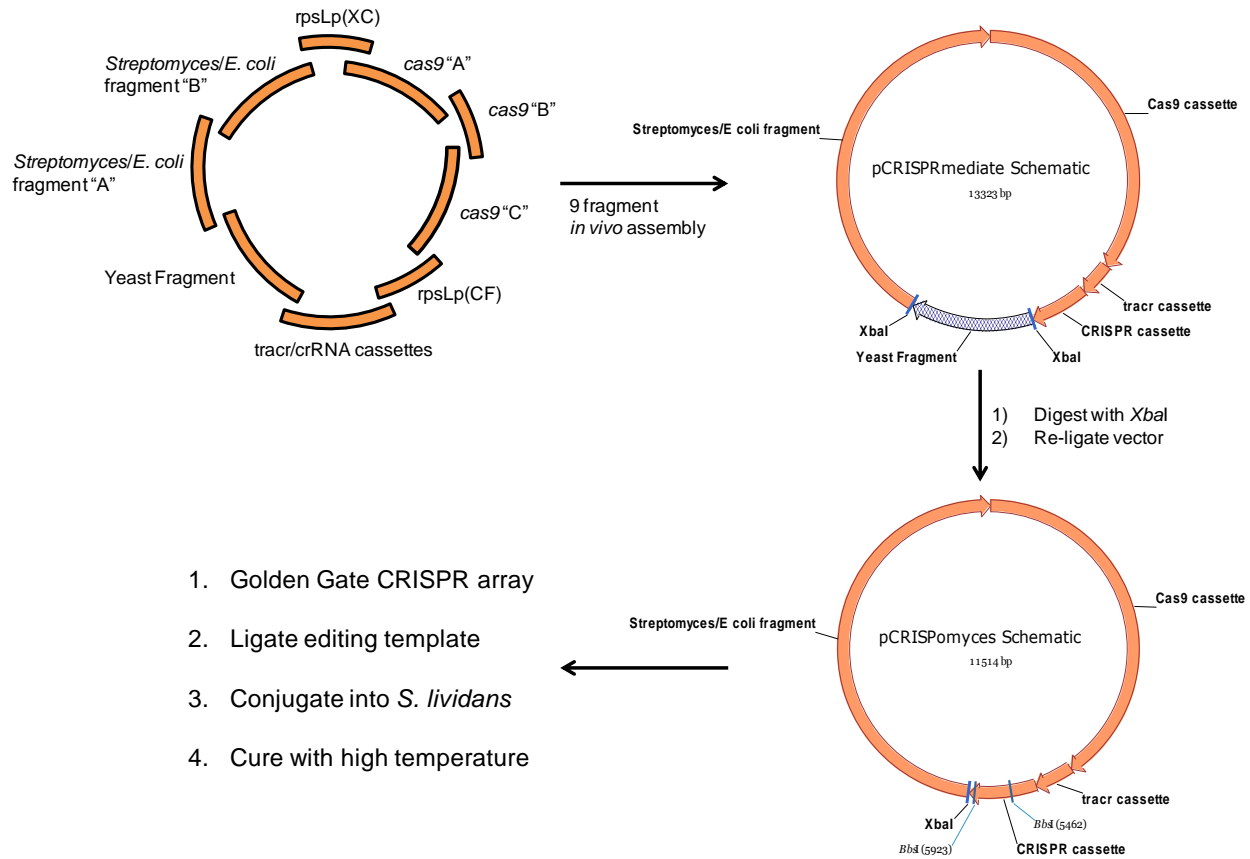 rpsLp(XC)
Streptomyces/E. coli
fragment “B”
cas9 “A”
cas9 “B”
Streptomyces/E. coli
fragment “A”
cas9 “C”
Yeast Fragment
rpsLp(CF)
tracr/crRNA cassettes
9 fragment
in vivo assembly
Cas9 cassette
Streptomyces/E coli fragment
pCRISPRmediate Schematic
13323 bp
tracr cassette
CRISPR cassette
XbaI
XbaI
Yeast Fragment
1) Digest with XbaI
2) Re-ligate vector
Cas9 cassette
Streptomyces/E coli fragment
pCRISPomyces Schematic
11514 bp
tracr cassette
XbaI
BbsI (5462)
BbsI (5923)
CRISPR cassette
1. Golden Gate CRISPR array
2. Ligate editing template
3. Conjugate into S. lividans
4. Cure with high temperature